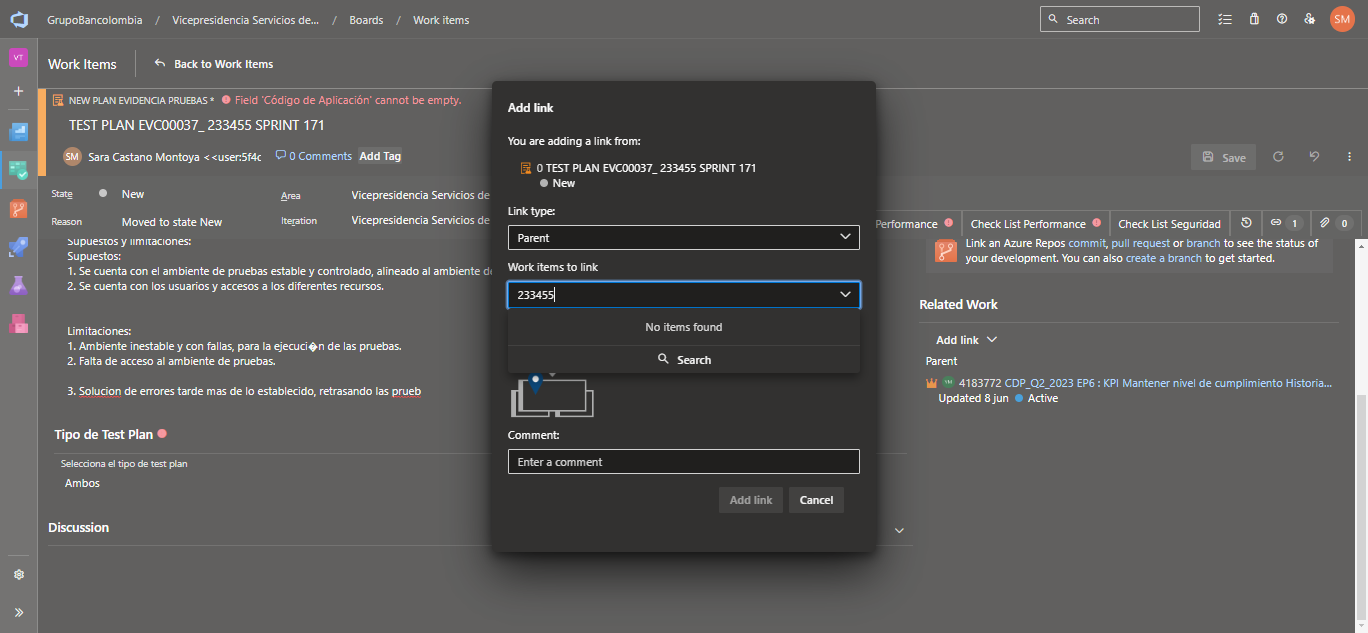 GrupoBancolombia / Vicepresidencia Servicios de... / Boards / Work items
Search
SM
VT
Work Items
Back to Work Items
NEW PLAN EVIDENCIA PRUEBAS * Field 'Código de Aplicación' cannot be empty.
TEST PLAN EVC00037_ 233455 SPRINT 171
SM Sara Castano Montoya <<user:5f4c
0 Comments
Add Tag
Save
State New
Area Vicepresidencia Servicios de
Reason Moved to state New
Iteration Vicepresidencia Servicios de
Performance
Check List Performance
Check List Seguridad
1
0
Supuestos y limitaciones:
Supuestos:
1. Se cuenta con el ambiente de pruebas estable y controlado, alineado al ambiente de
2. Se cuenta con los usuarios y accesos a los diferentes recursos.
Limitaciones:
1. Ambiente inestable y con fallas, para la ejecuci�n de las pruebas.
2. Falta de acceso al ambiente de pruebas.
3. Solucion de errores tarde mas de lo establecido, retrasando las prueb
Tipo de Test Plan
Selecciona el tipo de test plan
Ambos
Discussion
Add link
You are adding a link from:
0 TEST PLAN EVC00037_ 233455 SPRINT 171
New
Link type:
Parent
Work items to link
233455
No items found
Search
Comment:
Enter a comment
Add link
Cancel
Link an Azure Repos commit, pull request or branch to see the status of
your development. You can also create a branch to get started.
Related Work
Add link
Parent
YM 4183772 CDP_Q2_2023 EP6 : KPI Mantener nivel de cumplimiento Historia...
Updated 8 jun Active